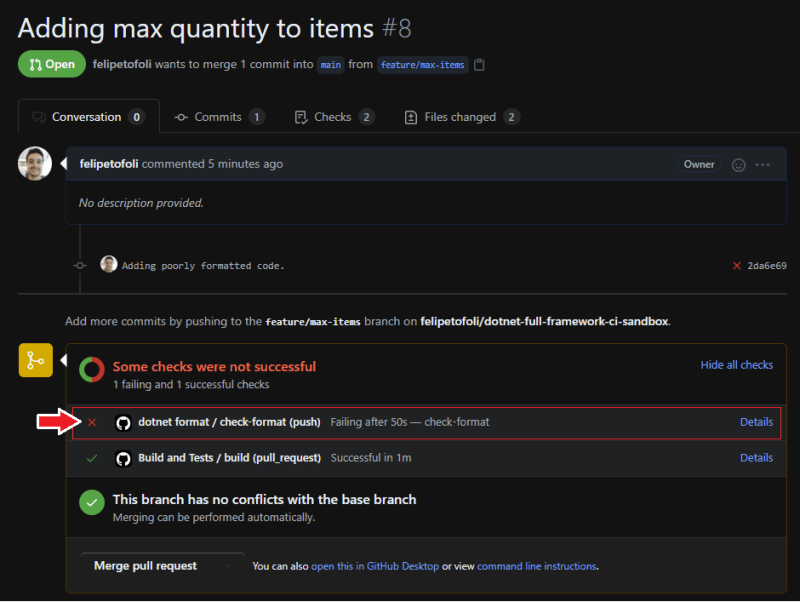 Adding max quantity to items #8
Open felipetofoli wants to merge 1 commit into main from feature/max-items
Conversation 0 Commits 1 Checks 2 Files changed 2
felipetofoli commented 5 minutes ago Owner
No description provided.
Adding poorly formatted code. 2da6e69
Add more commits by pushing to the feature/max-items branch on felipetofoli/dotnet-full-framework-ci-sandbox.
Some checks were not successful Hide all checks
1 failing and 1 successful checks
dotnet format / check-format (push) Failing after 50s — check-format Details
Build and Tests / build (pull_request) Successful in 1m Details
This branch has no conflicts with the base branch
Merging can be performed automatically.
Merge pull request You can also open this in GitHub Desktop or view command line instructions.